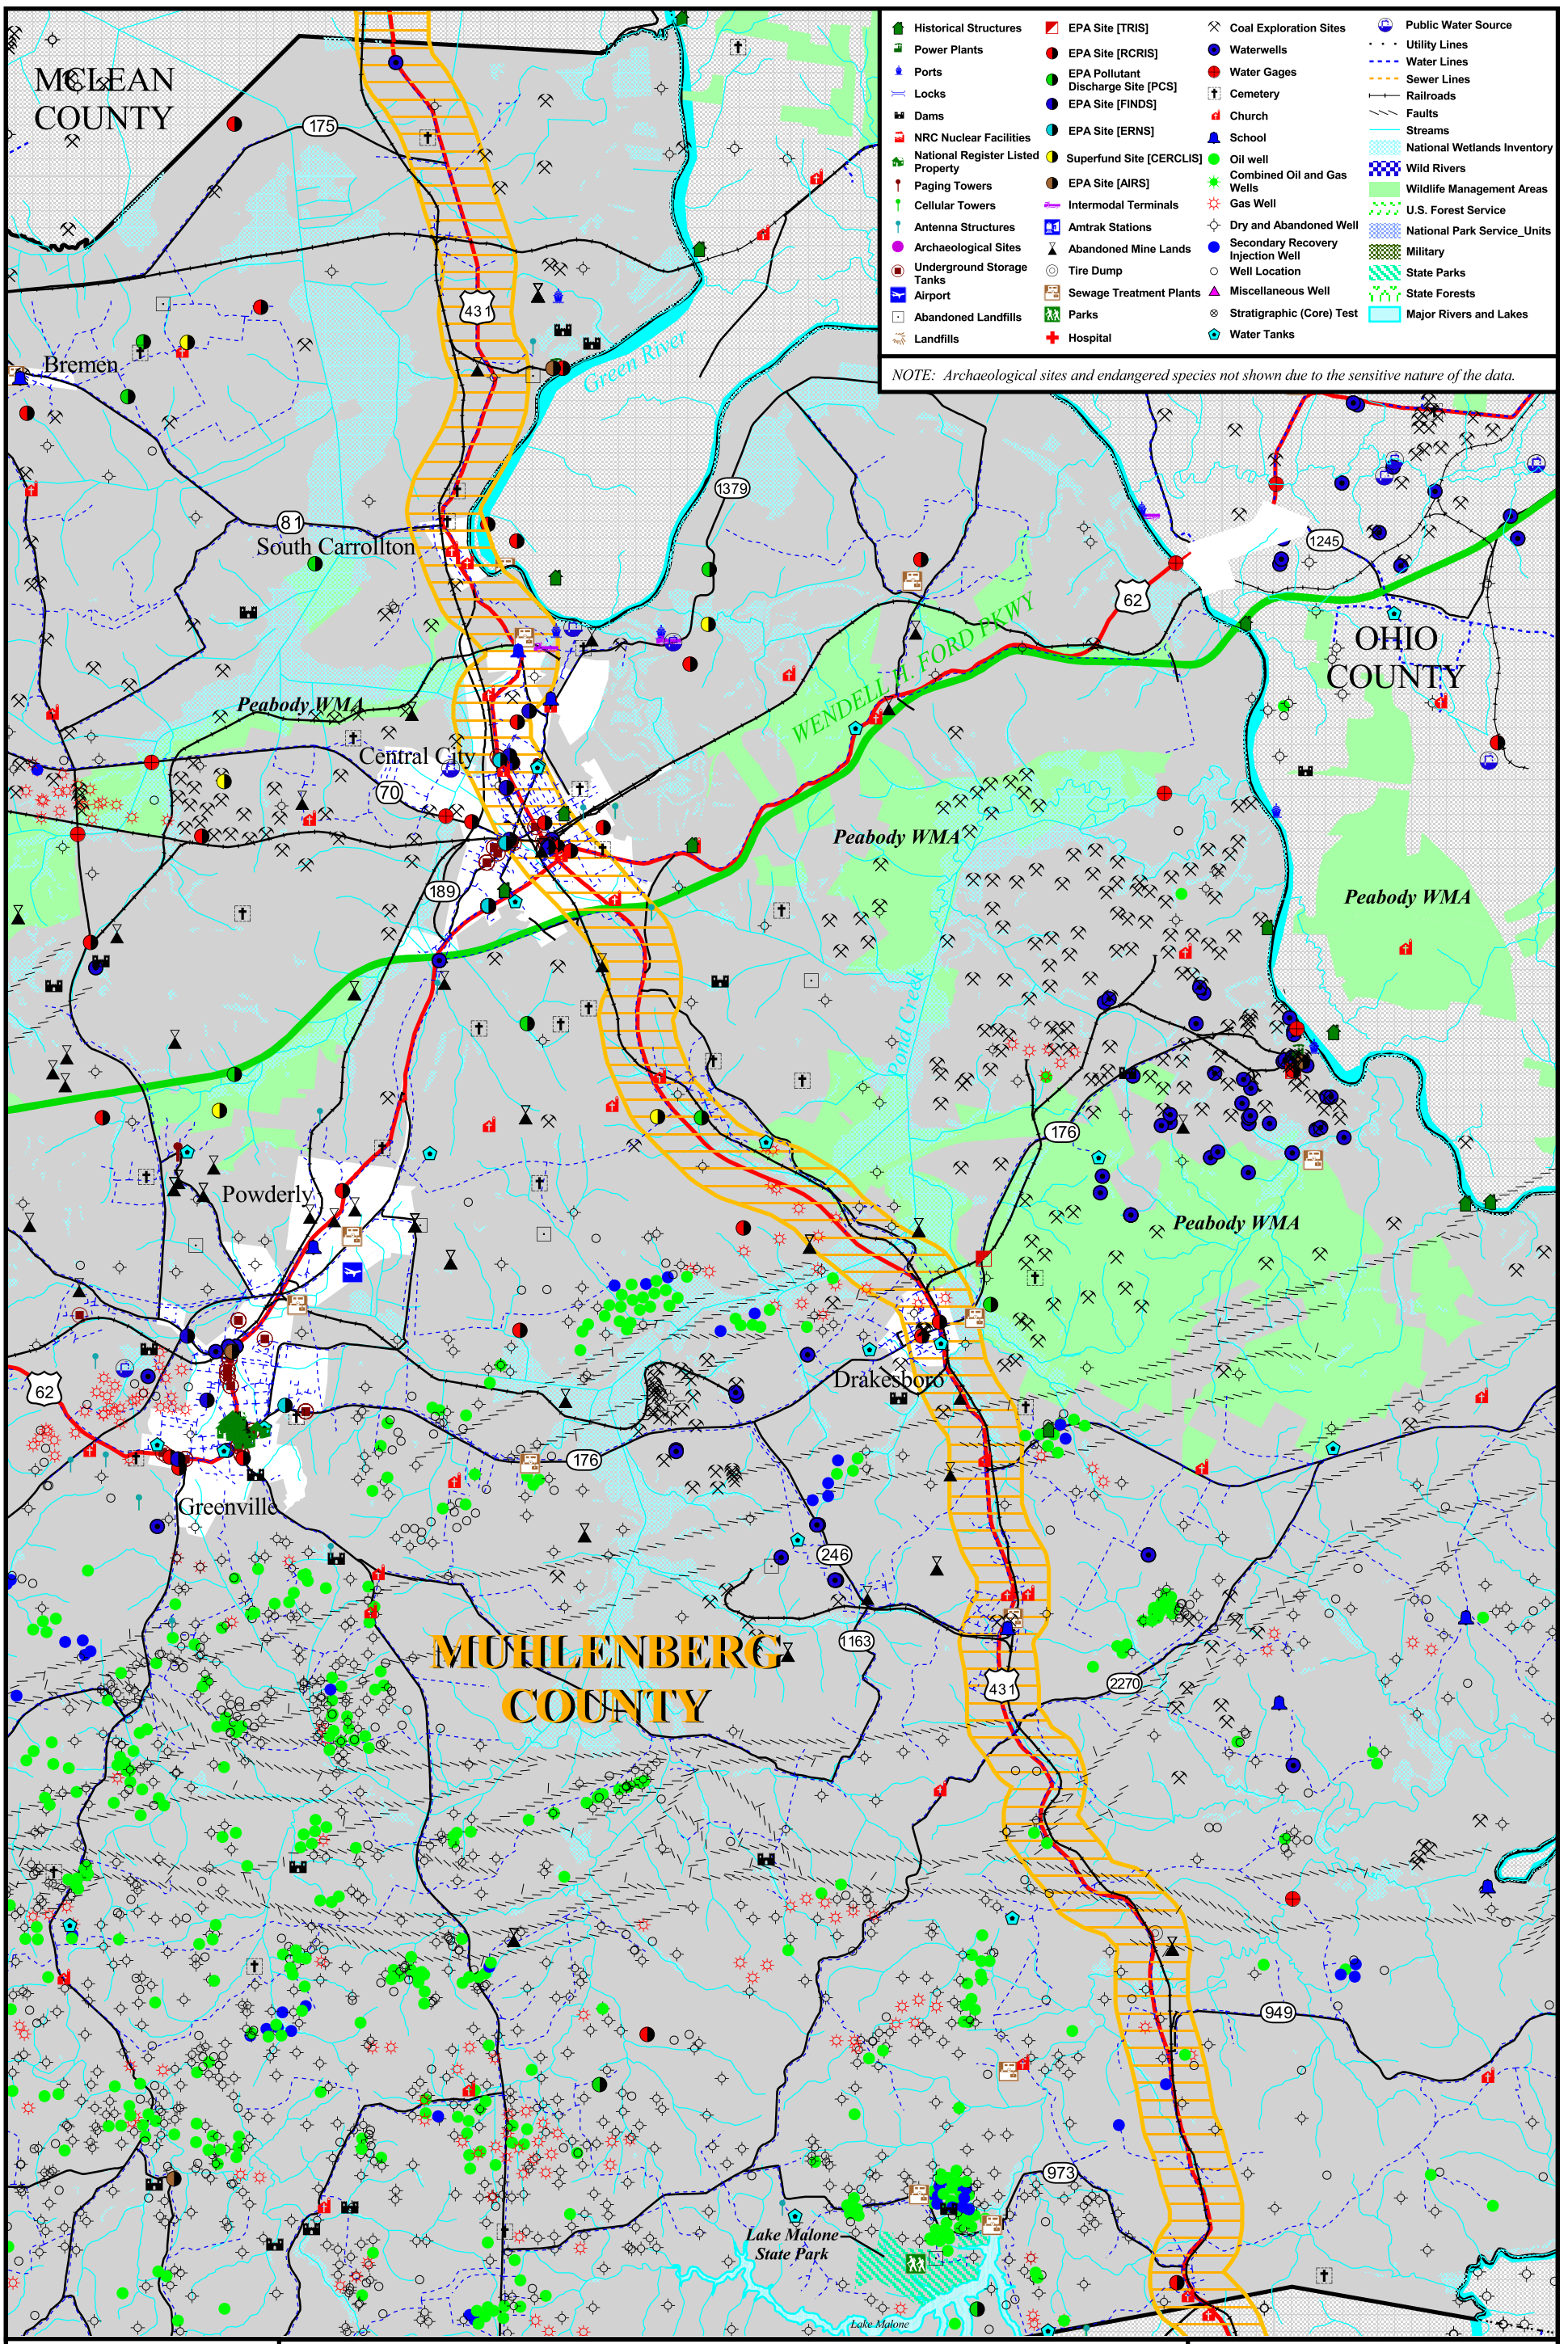 MCLEAN
COUNTY
175
431
Bremen
Green River
81
South Carrollton
1379
Historical Structures
Power Plants
Ports
Locks
Dams
NRC Nuclear Facilities
National Register Listed
Property
Paging Towers
Cellular Towers
Antenna Structures
Archaeological Sites
Underground Storage
Tanks
Airport
Abandoned Landfills
Landfills
EPA Site [TRIS]
EPA Site [RCRIS]
EPA Pollutant
Discharge Site [PCS]
EPA Site [FINDS]
EPA Site [ERNS]
Superfund Site [CERCLIS]
EPA Site [AIRS]
Intermodal Terminals
Amtrak Stations
Abandoned Mine Lands
Tire Dump
Sewage Treatment Plants
Parks
Hospital
Coal Exploration Sites
Waterwells
Water Gages
Cemetery
Church
School
Oil well
Combined Oil and Gas
Wells
Gas Well
Dry and Abandoned Well
Secondary Recovery
Injection Well
Well Location
Miscellaneous Well
Stratigraphic (Core) Test
Water Tanks
Public Water Source
Utility Lines
Water Lines
Sewer Lines
Railroads
Faults
Streams
National Wetlands Inventory
Wild Rivers
Wildlife Management Areas
U.S. Forest Service
National Park Service_Units
Military
State Parks
State Forests
Major Rivers and Lakes
NOTE: Archaeological sites and endangered species not shown due to the sensitive nature of the data.
1245
62
WENDELL H. FORD PKWY
OHIO
COUNTY
Peabody WMA
Central City
70
Peabody WMA
Peabody WMA
189
Pond Creek
176
Powderly
Peabody WMA
62
Drakesboro
176
Greenville
246
1163
MUHLENBERG
COUNTY
431
2270
949
973
Lake Malone
State Park
Lake Malone